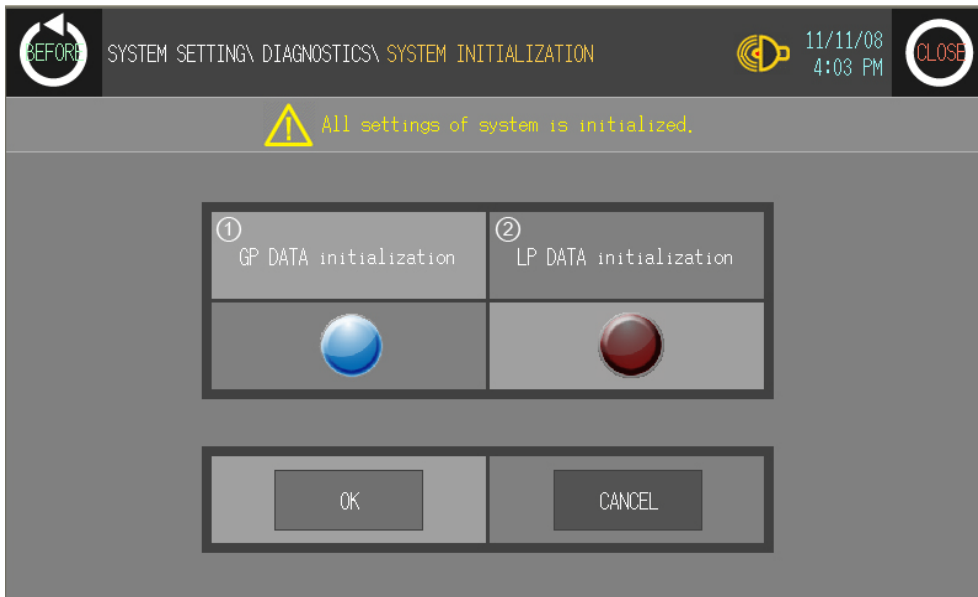 BEFORE
SYSTEM SETTING\ DIAGNOSTICS\ SYSTEM INITIALIZATION
11/11/08
4:03 PM
CLOSE
All settings of system is initialized.
①
GP DATA initialization
②
LP DATA initialization
OK
CANCEL